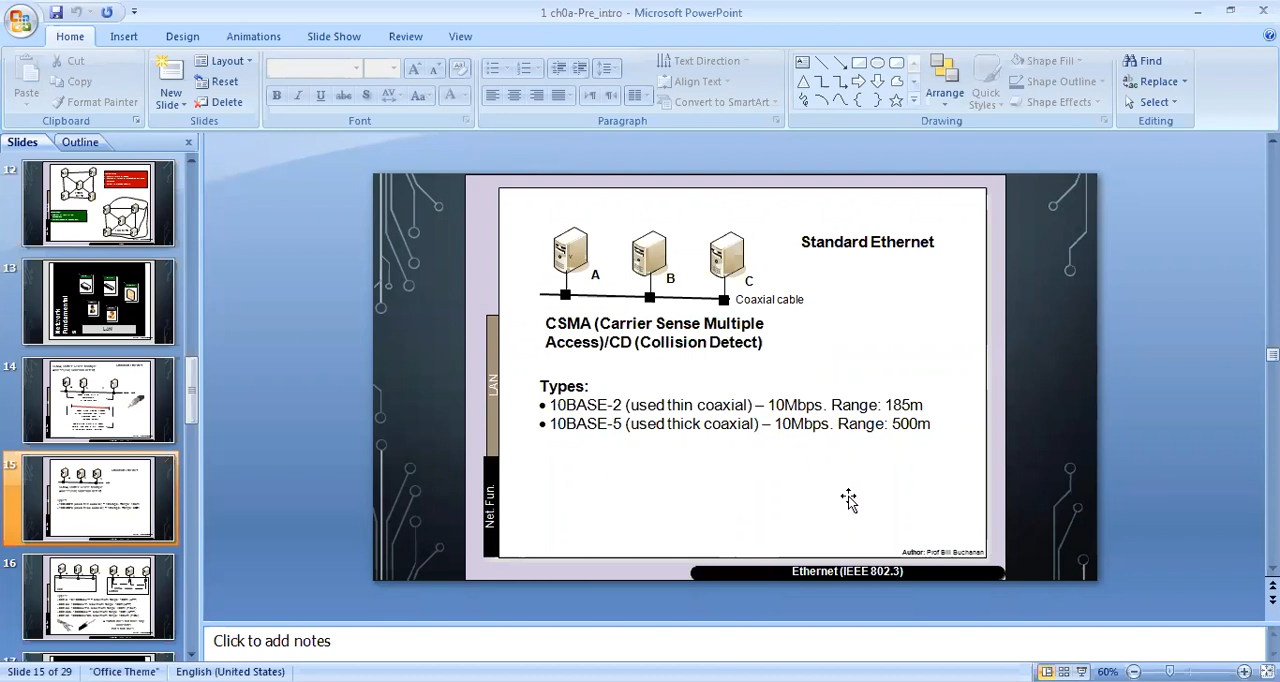 1 ch0a-Pre_intro - Microsoft PowerPoint
Home Insert Design Animations Slide Show Review View
Paste
Cut
Copy
Format Painter
Clipboard
New Slide
Layout
Reset
Delete
Slides
B I U abc S AV Aa A
Font
Text Direction
Align Text
Convert to SmartArt
Paragraph
Arrange
Quick Styles
Shape Fill
Shape Outline
Shape Effects
Drawing
Find
Replace
Select
Editing
Slides Outline
12
13
14
15
16
Standard Ethernet
A
B
C
Coaxial cable
CSMA (Carrier Sense Multiple
Access)/CD (Collision Detect)
Types:
• 10BASE-2 (used thin coaxial) – 10Mbps. Range: 185m
• 10BASE-5 (used thick coaxial) – 10Mbps. Range: 500m
LAN
Net. Fun.
Author: Prof Bill Buchanan
Ethernet (IEEE 802.3)
Click to add notes
Slide 15 of 29 "Office Theme" English (United States) 60%